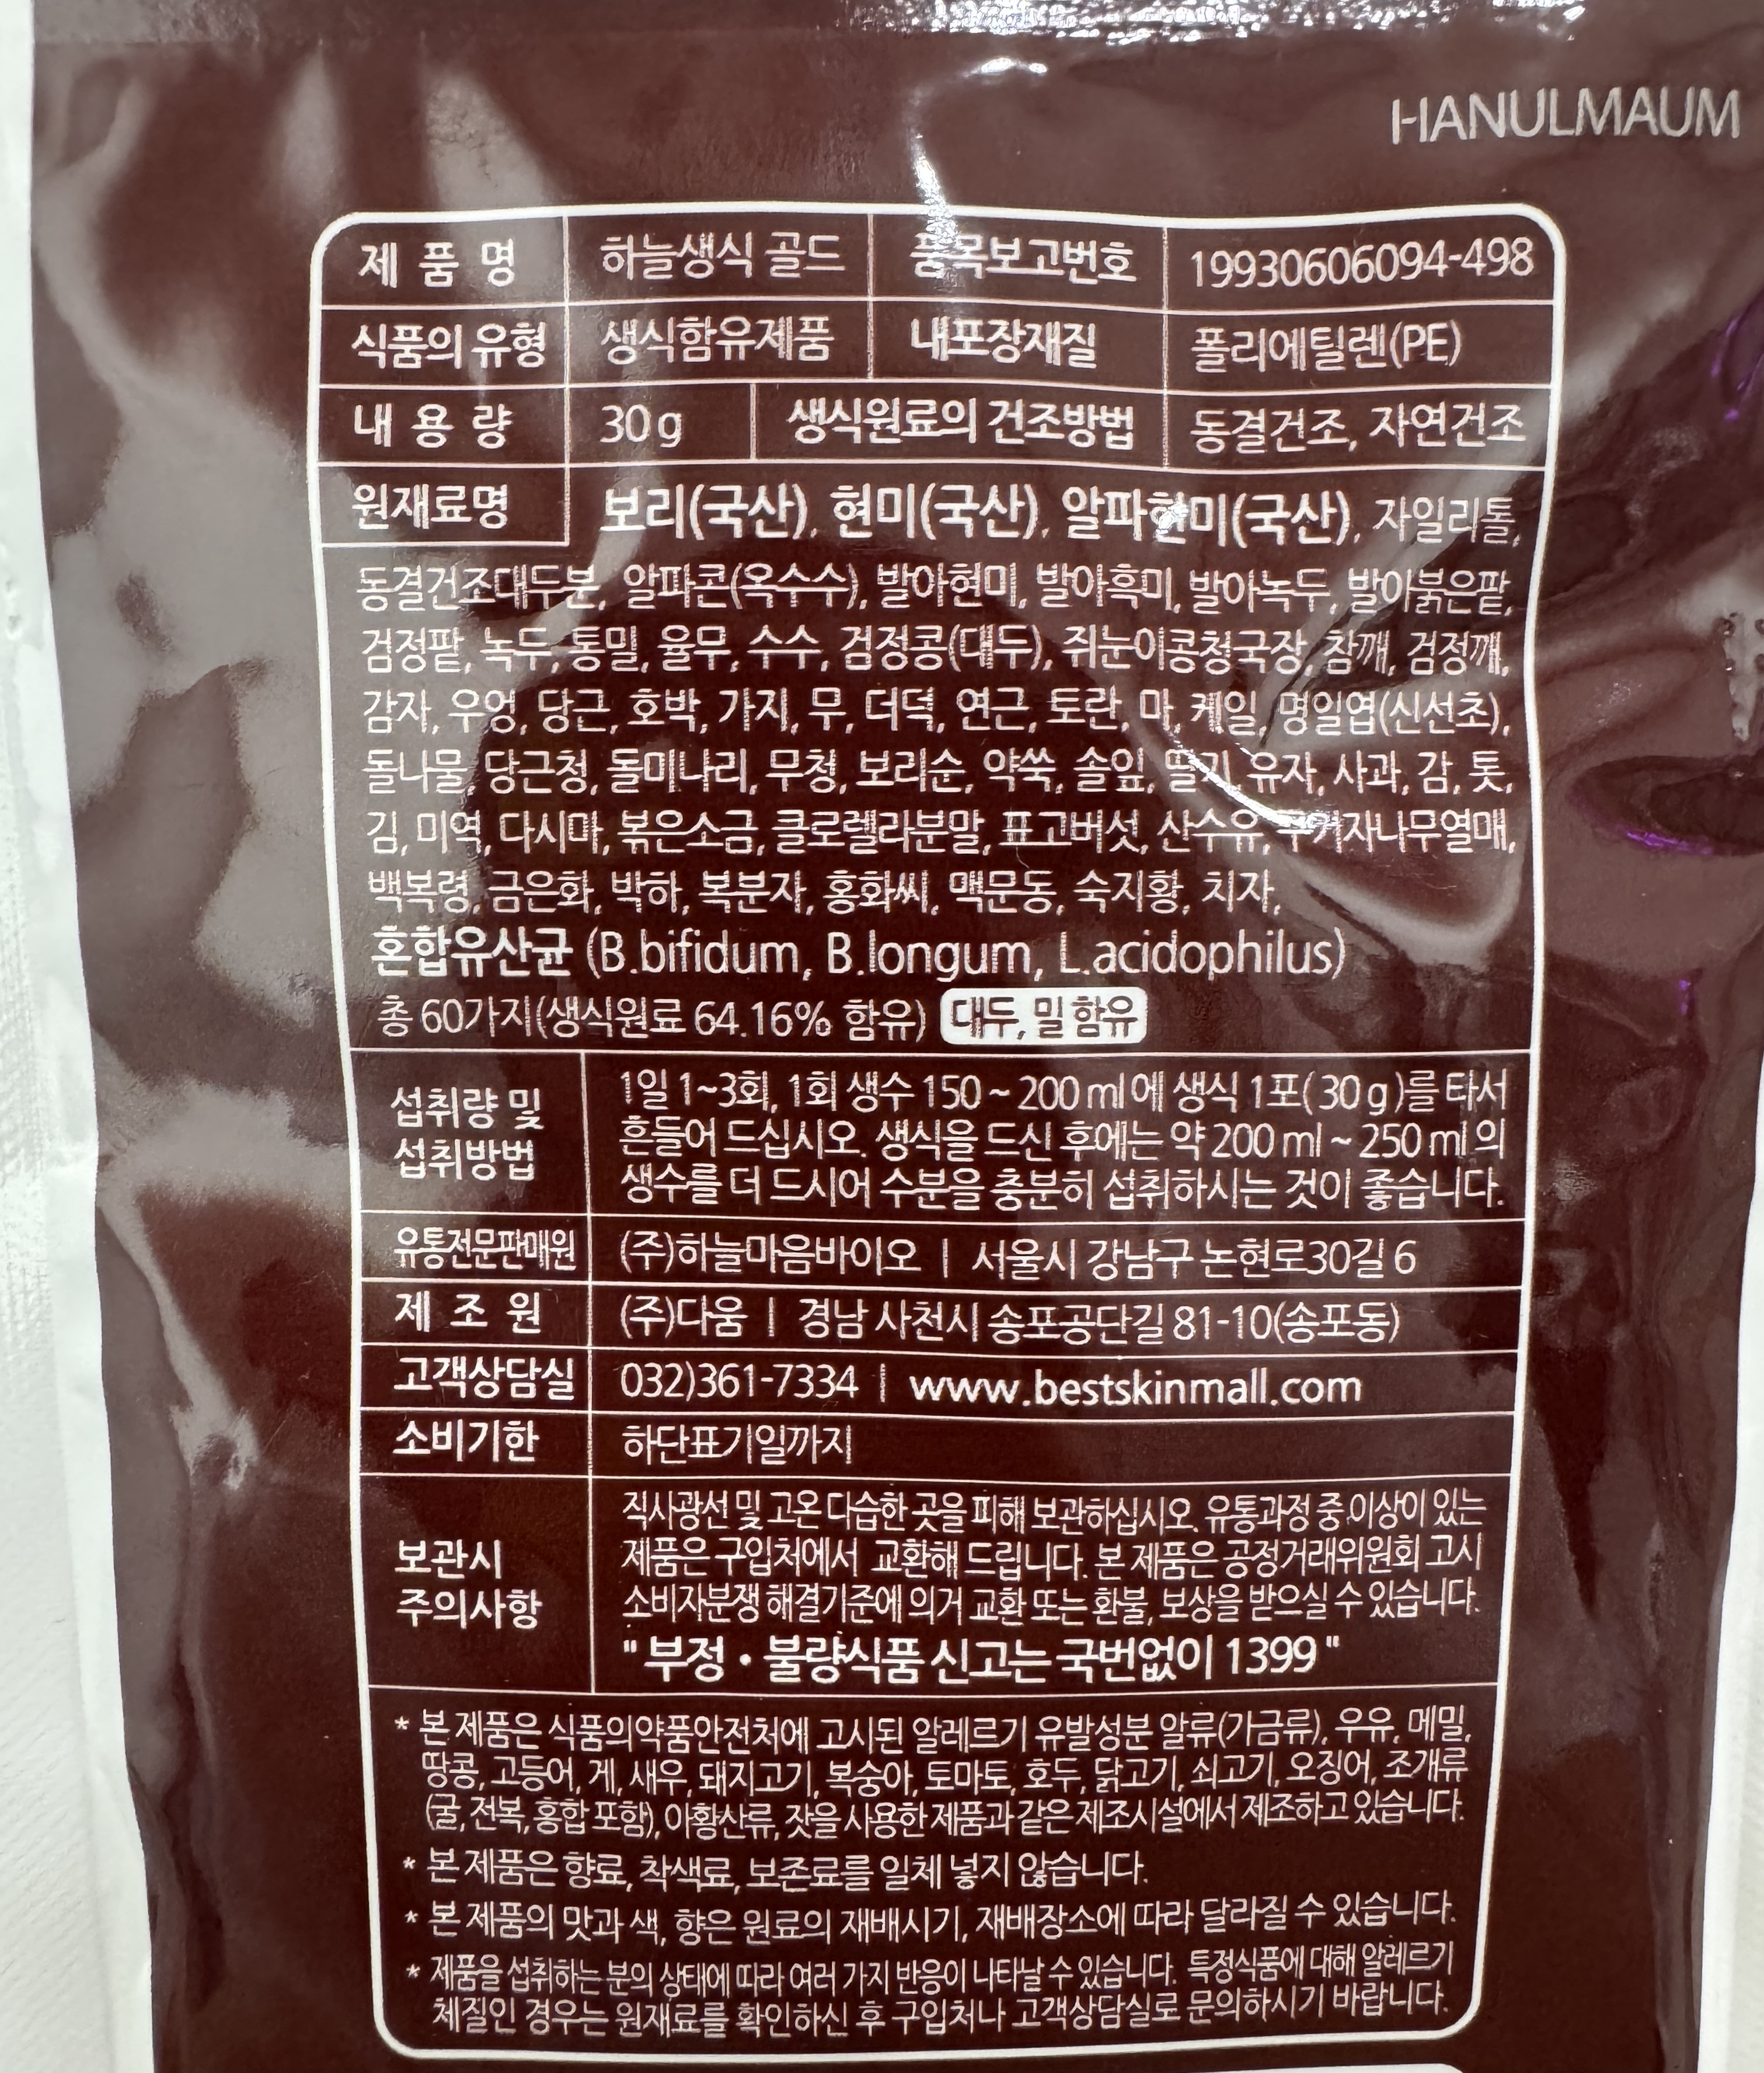 HANULMAUM
제 품 명 하늘생식 골드 품목보고번호 19930606094-498
식품의 유형 생식함유제품 내포장재질 폴리에틸렌(PE)
내 용 량 30g 생식원료의 건조방법 동결건조, 자연건조
원재료명 보리(국산), 현미(국산), 알파현미(국산), 자일리톨,
동결건조대두분, 알파콘(옥수수), 발아현미, 발아흑미, 발아녹두, 발아붉은팥,
검정팥, 녹두, 통밀, 율무, 수수, 검정콩(대두), 쥐눈이콩청국장, 참깨, 검정깨,
감자, 우엉, 당근, 호박, 가지, 무, 더덕, 연근, 토란, 마, 케일, 명일엽(신선초),
돌나물, 당근청, 돌미나리, 무청, 보리순, 약쑥, 솔잎, 딸기, 유자, 사과, 감, 톳,
김, 미역, 다시마, 볶은소금, 클로렐라분말, 표고버섯, 산수유, 구기자나무열매,
백복령, 금은화, 박하, 복분자, 홍화씨, 맥문동, 숙지황, 치자,
혼합유산균 (B.bifidum, B.longum, L.acidophilus)
총 60가지(생식원료 64.16% 함유) 대두, 밀 함유
섭취량 및
섭취방법
1일 1~3회, 1회 생수 150 ~ 200 ml에 생식 1포(30g)를 타서
흔들어 드십시오. 생식을 드신 후에는 약 200 ml ~ 250 ml의
생수를 더 드시어 수분을 충분히 섭취하시는 것이 좋습니다.
유통전문판매원 (주)하늘마음바이오 | 서울시 강남구 논현로30길 6
제 조 원 (주)다움 | 경남 사천시 송포공단길 81-10(송포동)
고객상담실 032)361-7334 | www.bestskinmall.com
소비기한 하단표기일까지
보관시
주의사항
직사광선 및 고온 다습한 곳을 피해 보관하십시오. 유통과정 중 이상이 있는
제품은 구입처에서 교환해 드립니다. 본 제품은 공정거래위원회 고시
소비자분쟁 해결기준에 의거 교환 또는 환불, 보상을 받으실 수 있습니다.
" 부정 • 불량식품 신고는 국번없이 1399 "
* 본 제품은 식품의약품안전처에 고시된 알레르기 유발성분 알류(가금류), 우유, 메밀,
땅콩, 고등어, 게, 새우, 돼지고기, 복숭아, 토마토, 호두, 닭고기, 쇠고기, 오징어, 조개류
(굴, 전복, 홍합 포함), 아황산류, 잣을 사용한 제품과 같은 제조시설에서 제조하고 있습니다.
* 본 제품은 향료, 착색료, 보존료를 일체 넣지 않습니다.
* 본 제품의 맛과 색, 향은 원료의 재배시기, 재배장소에 따라 달라질 수 있습니다.
* 제품을 섭취하는 분의 상태에 따라 여러 가지 반응이 나타날 수 있습니다. 특정식품에 대해 알레르기
체질인 경우는 원재료를 확인하신 후 구입처나 고객상담실로 문의하시기 바랍니다.